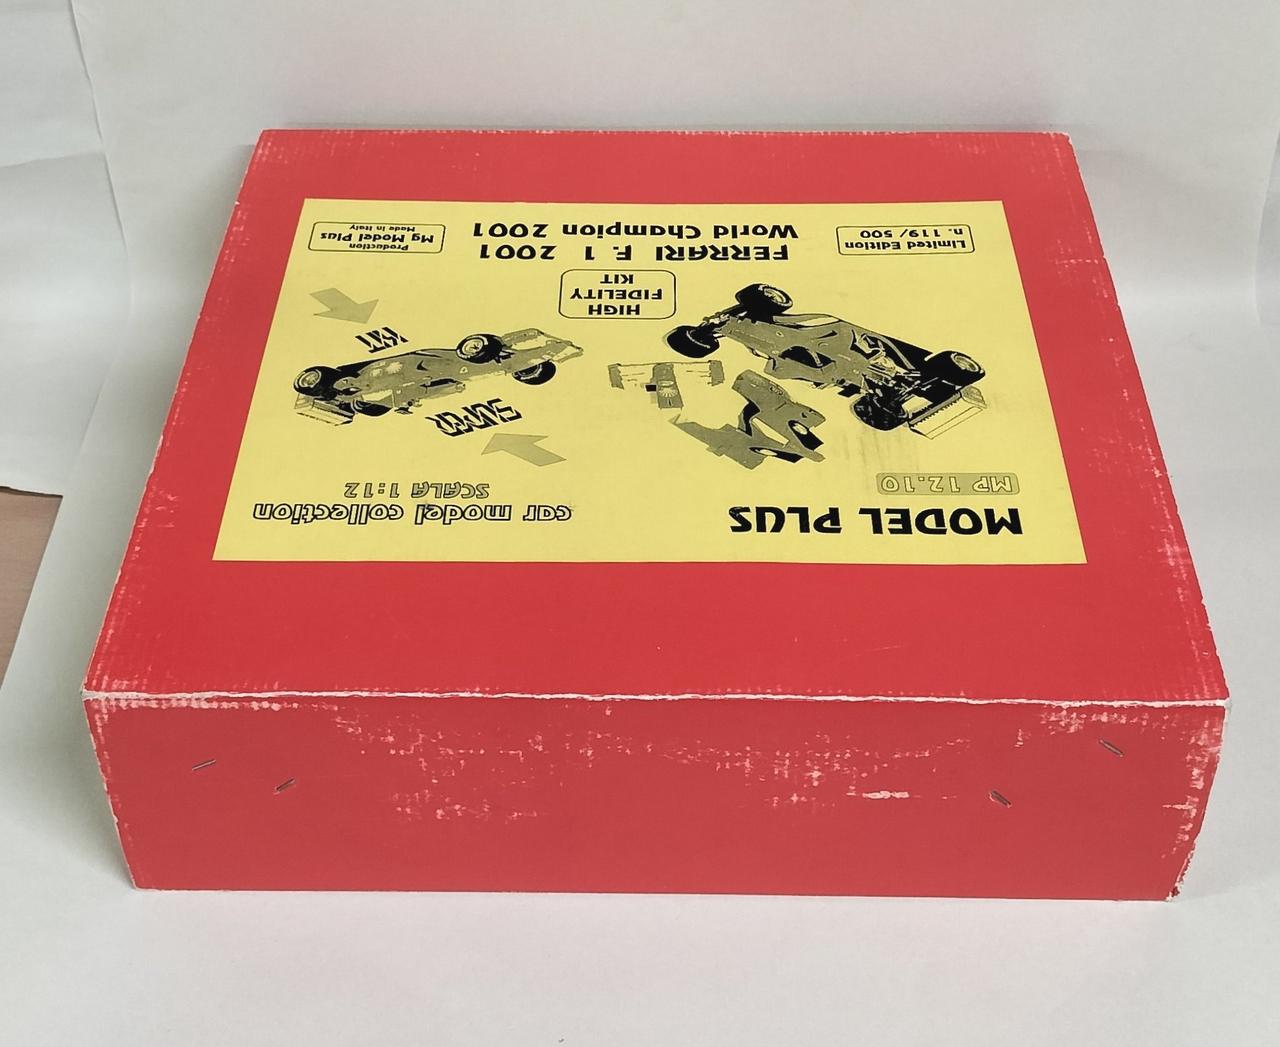 MODEL PLUS
MP 12.10
car model collection
SCALA 1:12
SUPER
KIT
HIGH
FIDELITY
KIT
Limited Edition
n. 119/ 500
FERRARI F. 1 2001
World Champion 2001
Production
Mg Model Plus
Made in Italy